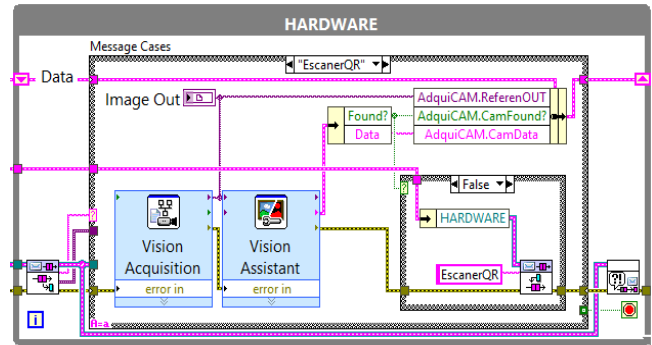 HARDWARE
Message Cases
"EscanerQR"
Data
Image Out
AdquiCAM.ReferenOUT
Found?
AdquiCAM.CamFound?
Data
AdquiCAM.CamData
False
HARDWARE
Vision
Acquisition
error in
Vision
Assistant
error in
EscanerQR
?
?
?!
i
A=a